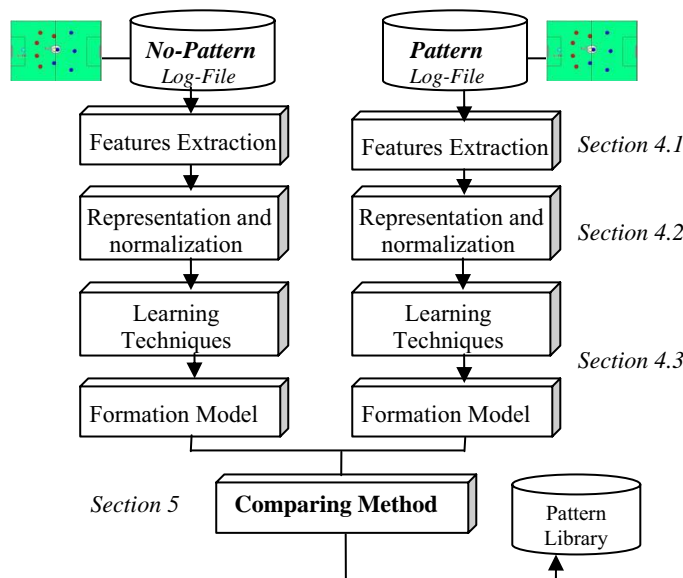 No-Pattern
Log-File
Pattern
Log-File
Features Extraction
Features Extraction
Section 4.1
Representation and
normalization
Representation and
normalization
Section 4.2
Learning
Techniques
Learning
Techniques
Section 4.3
Formation Model
Formation Model
Section 5
Comparing Method
Pattern
Library